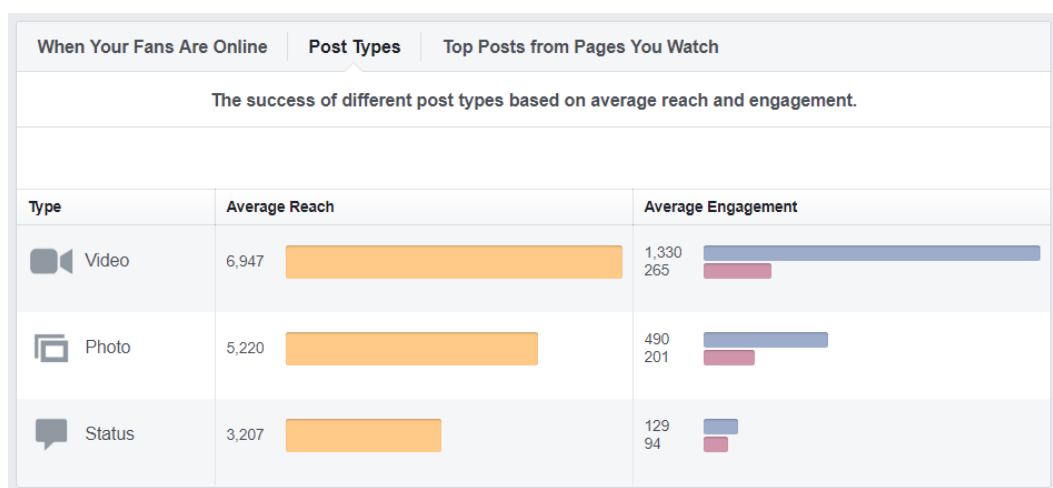 When Your Fans Are Online Post Types Top Posts from Pages You Watch
The success of different post types based on average reach and engagement.
Type Average Reach Average Engagement
Video 6,947 1,330
265
Photo 5,220 490
201
Status 3,207 129
94